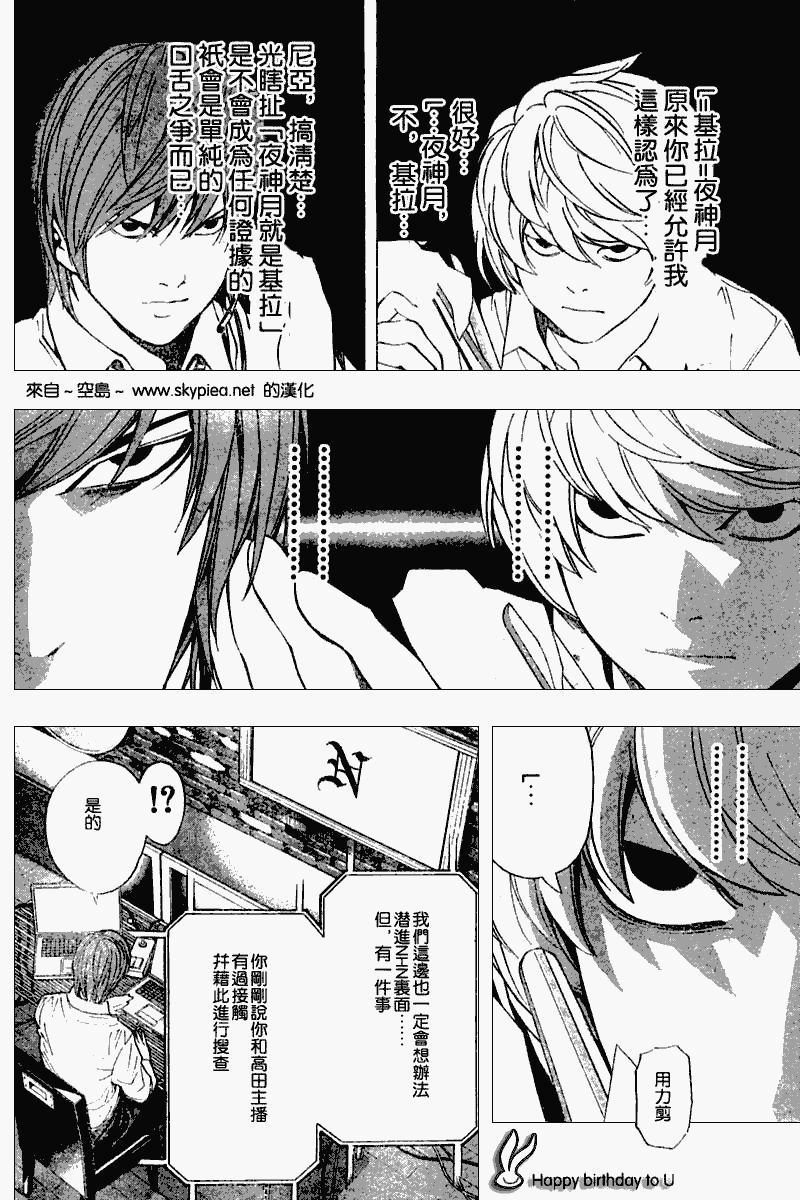 「=基拉=夜神月
原來你已經允許我
這樣認爲了…
很好…
「…夜神月,
不,基拉…
尼亞,搞清楚…
光瞎扯「夜神月就是基拉」
是不會成為任何證據的
衹會是單純的
口舌之爭而已…
來自~空島~ www.skypiea.net 的漢化
「…
用力剪
!?
是的
我們這邊也一定會想辦法
潛進NHN裏面……
但,有一件事
你剛剛說你和高田主播
有過接觸
幷藉此進行搜查
Happy birthday to U